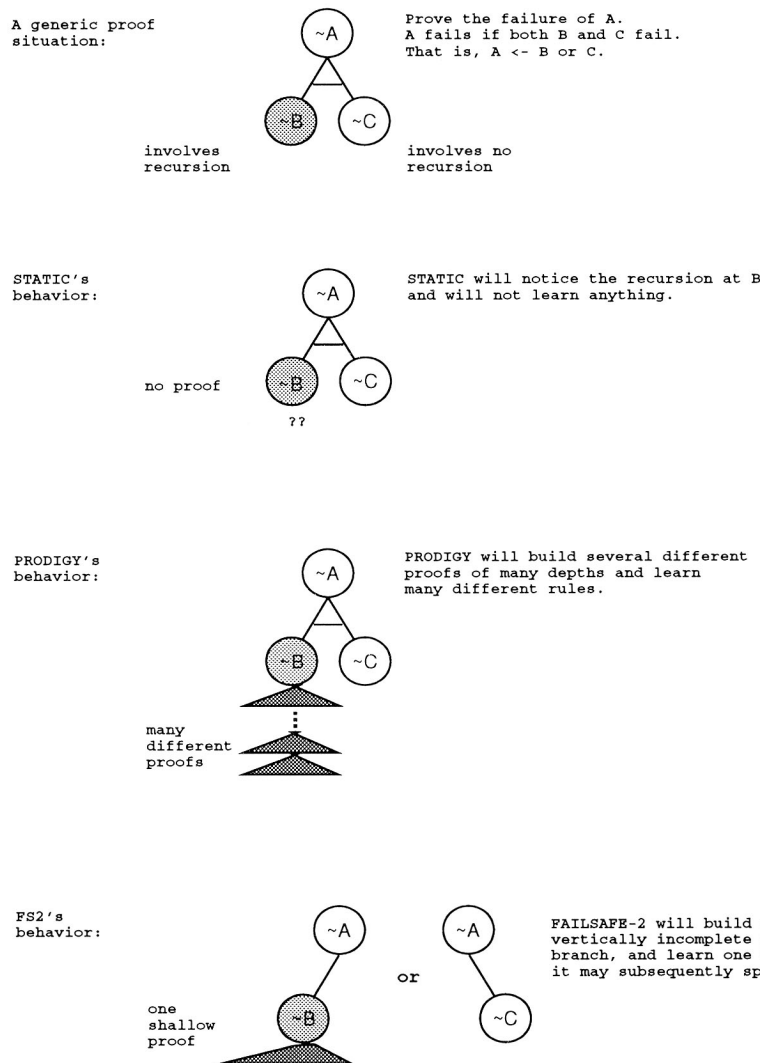 A generic proof
situation:
~A
Prove the failure of A.
A fails if both B and C fail.
That is, A <- B or C.
~B
~C
involves
recursion
involves no
recursion
STATIC's
behavior:
~A
STATIC will notice the recursion at B
and will not learn anything.
no proof
~B
~C
??
PRODIGY's
behavior:
~A
PRODIGY will build several different
proofs of many depths and learn
many different rules.
~B
~C
many
different
proofs
FS2's
behavior:
~A
or
~A
FAILSAFE-2 will build
vertically incomplete
branch, and learn one
it may subsequently sp
one
shallow
proof
~B
~C